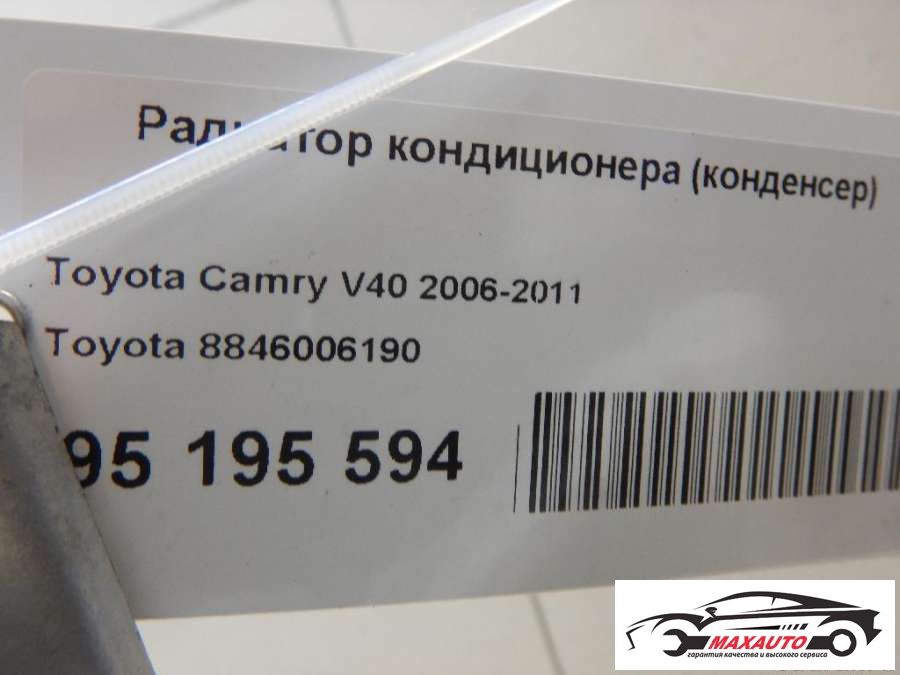 Радиатор кондиционера (конденсер)
Toyota Camry V40 2006-2011
Toyota 8846006190
95 195 594
MAXAUTO
гарантия качества и высокого сервиса